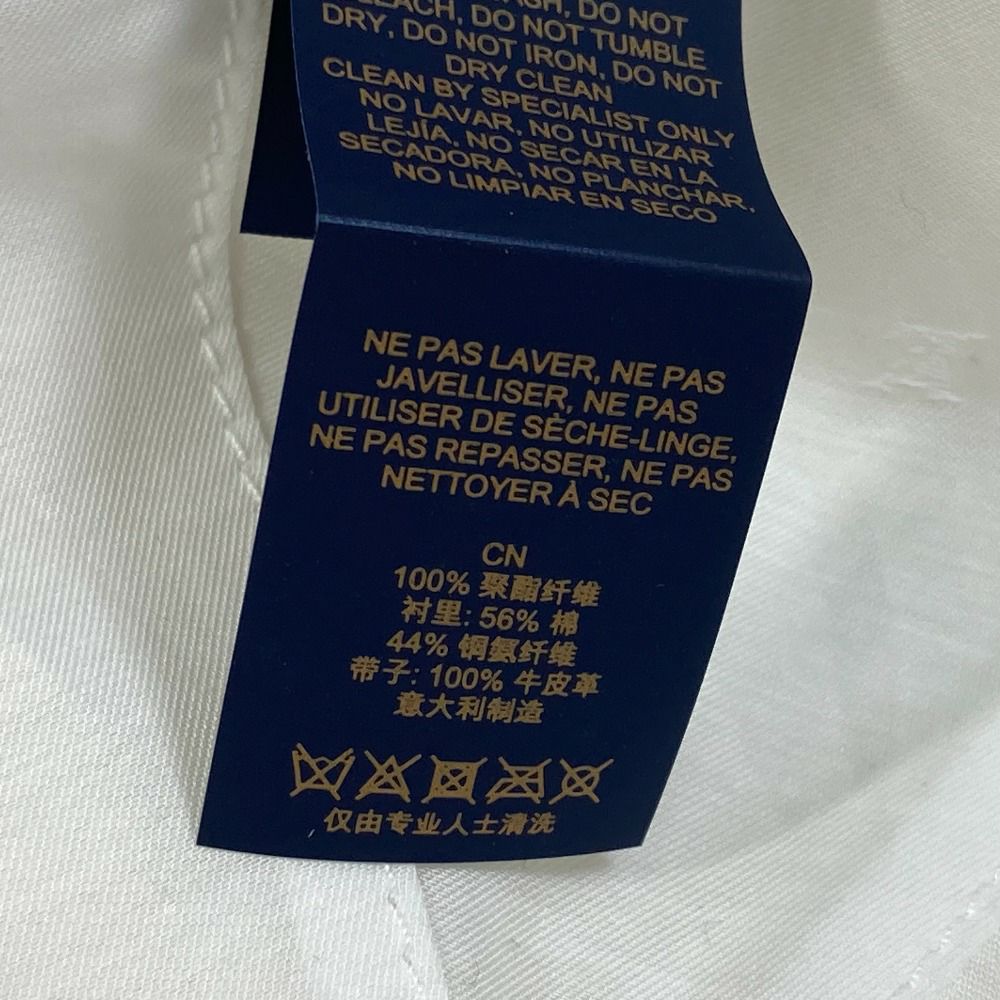 DO NOT
BLEACH, DO NOT TUMBLE
DRY, DO NOT IRON, DO NOT
DRY CLEAN
CLEAN BY SPECIALIST ONLY
NO LAVAR, NO UTILIZAR
LEJÍA, NO SECAR EN LA
SECADORA, NO PLANCHAR,
NO LIMPIAR EN SECO
NE PAS LAVER, NE PAS
JAVELLISER, NE PAS
UTILISER DE SÈCHE-LINGE,
NE PAS REPASSER, NE PAS
NETTOYER À SEC
CN
100% 聚酯纤维
衬里: 56% 棉
44% 铜氨纤维
带子: 100% 牛皮革
意大利制造
仅由专业人士清洗